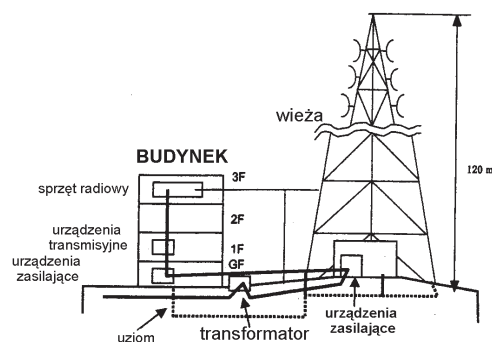 wieża
BUDYNEK
3F
sprzęt radiowy
120 m
2F
urządzenia
transmisyjne
1F
urządzenia
zasilające
GF
uziom
transformator
urządzenia
zasilające